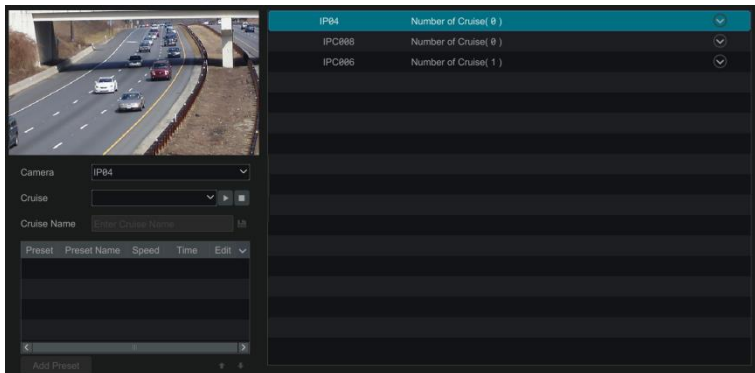 IP04 Number of Cruise( 0 )
IPC008 Number of Cruise( 0 )
IPC006 Number of Cruise( 1 )
Camera IP04
Cruise
Cruise Name Enter Cruise Name
Preset Preset Name Speed Time Edit
Add Preset